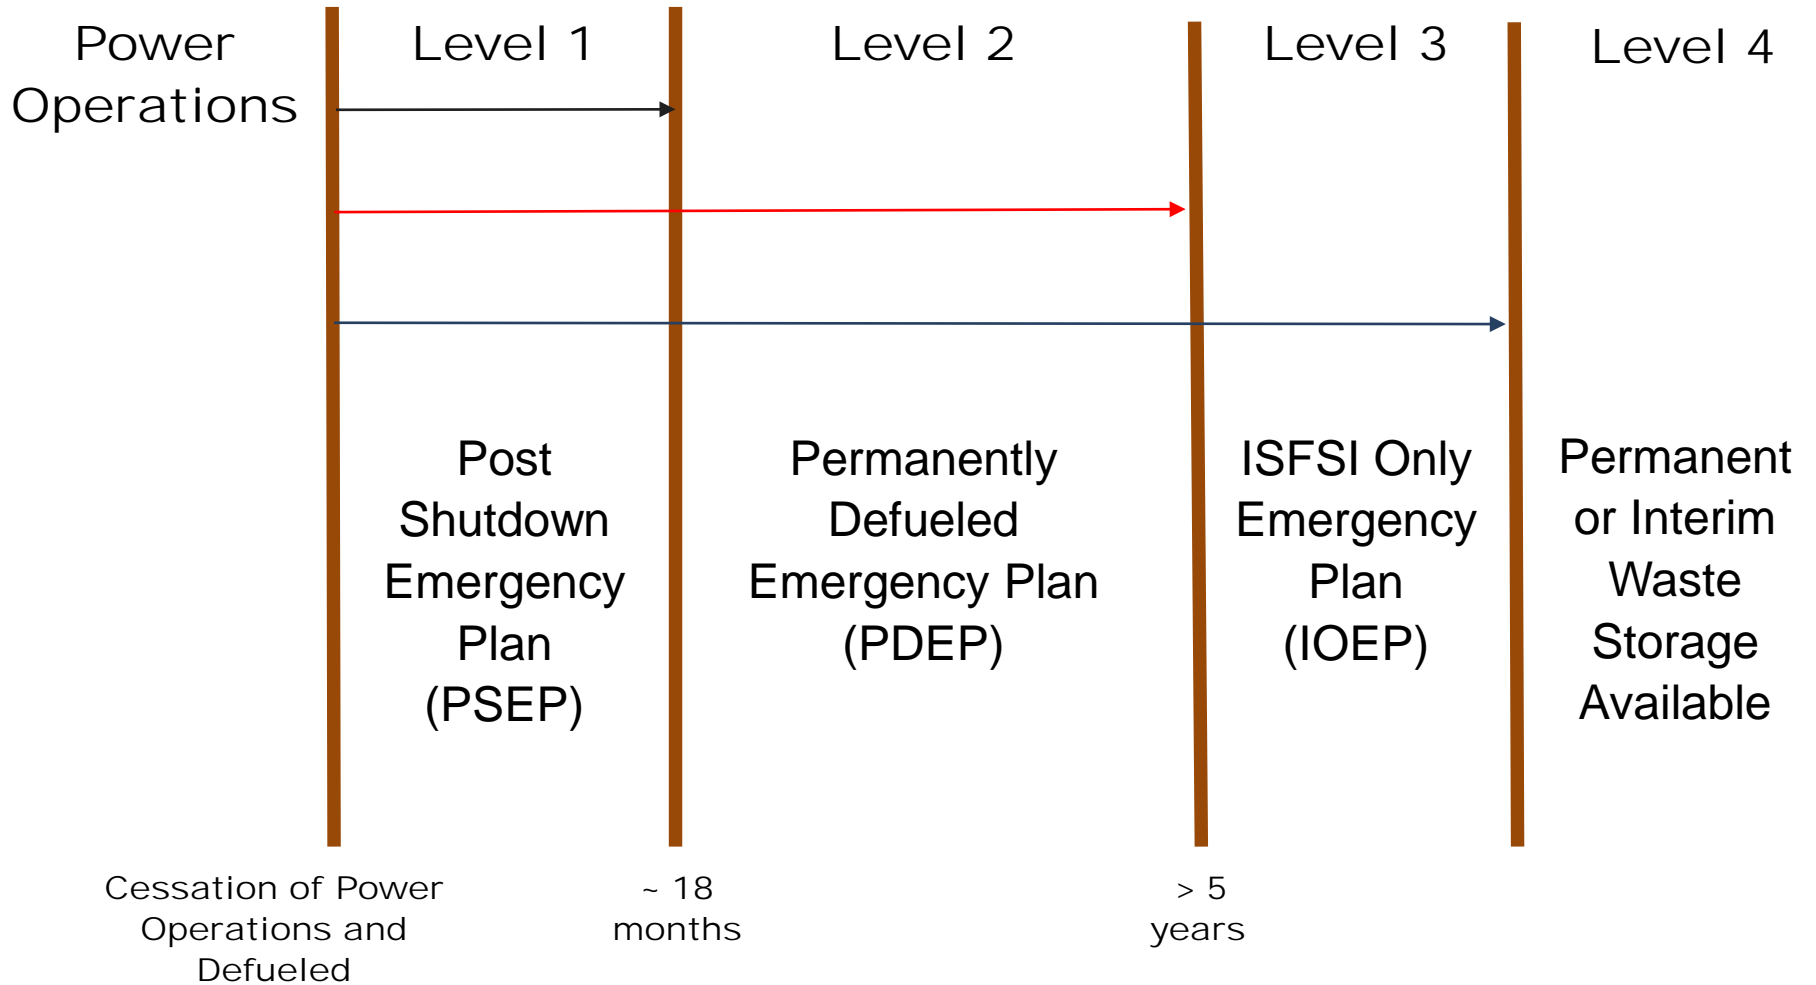 Power
Operations
Level 1
Level 2
Level 3
Level 4
Post
Shutdown
Emergency
Plan
(PSEP)
Permanently
Defueled
Emergency Plan
(PDEP)
ISFSI Only
Emergency
Plan
(IOEP)
Permanent
or Interim
Waste
Storage
Available
Cessation of Power
Operations and
Defueled
~ 18
months
> 5
years